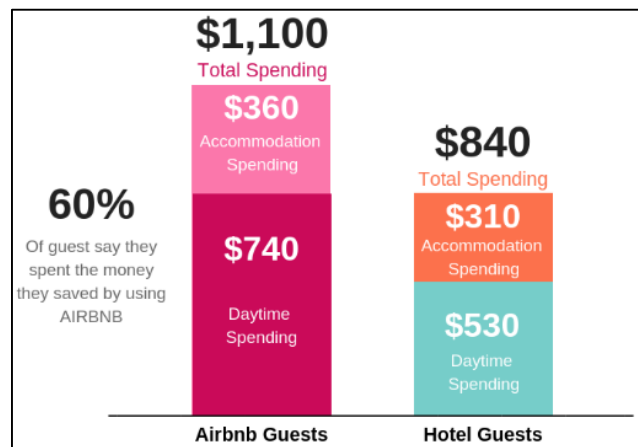 $1,100
Total Spending
$360
Accommodation
Spending
$740
Daytime
Spending
60%
Of guest say they
spent the money
they saved by using
AIRBNB
$840
Total Spending
$310
Accommodation
Spending
$530
Daytime
Spending
Airbnb Guests
Hotel Guests